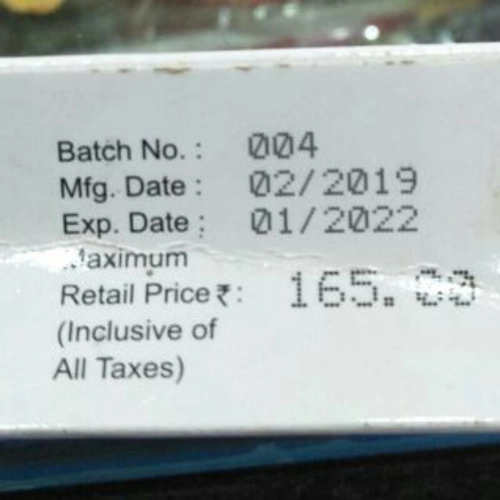 Batch No. : 004
Mfg. Date : 02/2019
Exp. Date : 01/2022
Maximum
Retail Price ₹ : 165.00
(Inclusive of
All Taxes)